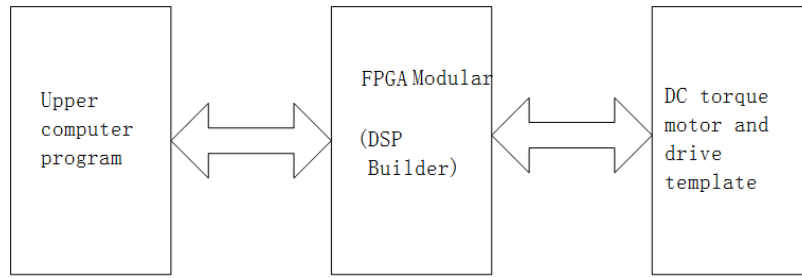 Upper
computer
program
FPGA Modular
(DSP
Builder)
DC torque
motor and
drive
template